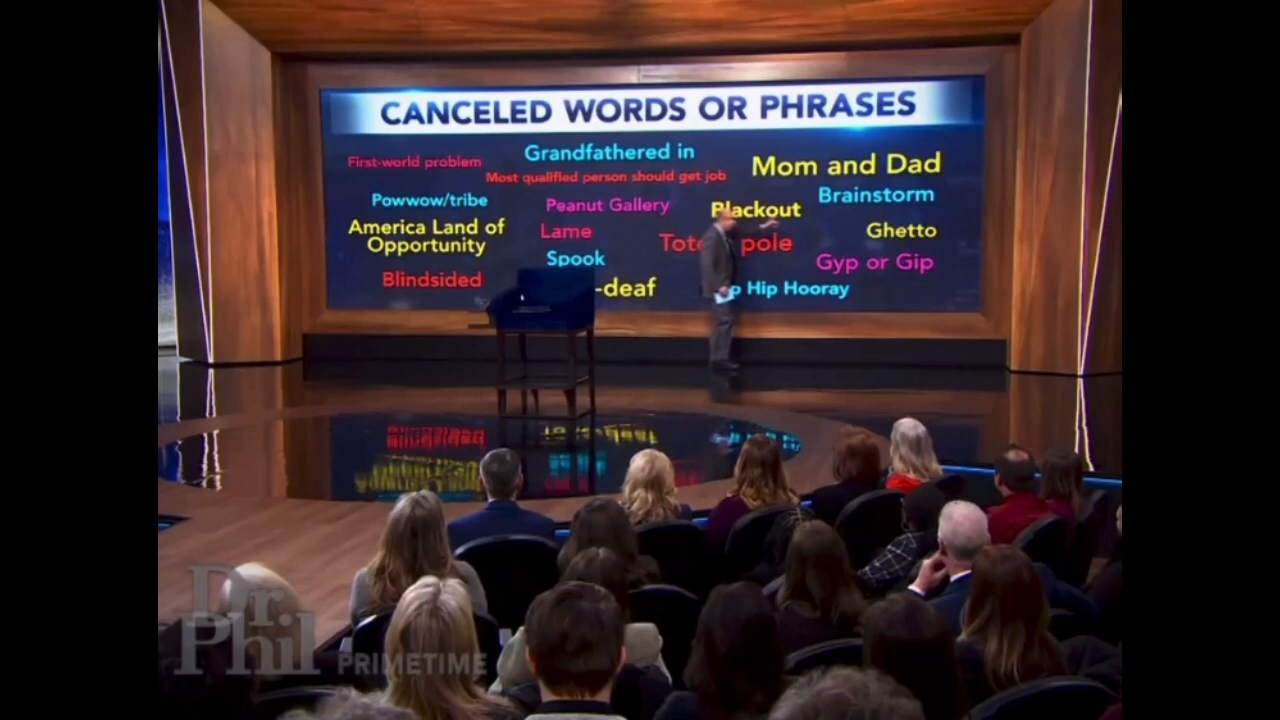 CANCELED WORDS OR PHRASES
First-world problem
Grandfathered in
Mom and Dad
Most qualified person should get job
Powwow/tribe
Peanut Gallery
Blackout
Brainstorm
America Land of
Opportunity
Lame
Tote pole
Ghetto
Spook
Gyp or Gip
Blindsided
-deaf
p Hip Hooray
Dr.
Phil
PRIMETIME